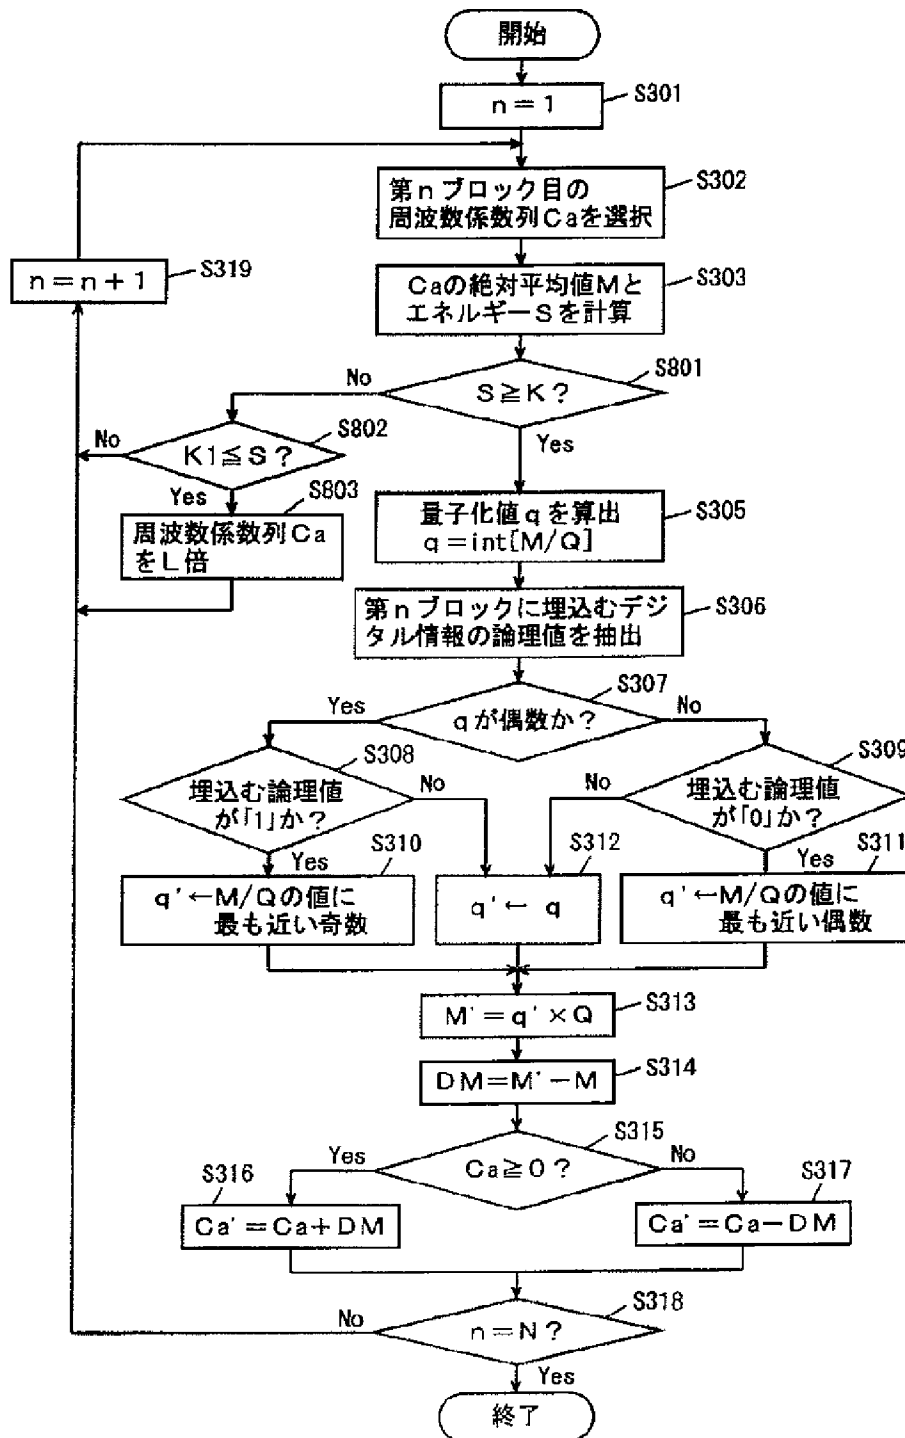 開始
n=1
S301
第nブロック目の
周波数係数列Caを選択
S302
n=n+1
S319
Caの絶対平均値Mと
エネルギーSを計算
S303
S≧K?
S801
No
Yes
K1≦S?
S802
No
Yes
S803
周波数係数列Ca
をL倍
量子化値qを算出
q=int[M/Q]
S305
第nブロックに埋込むデジ
タル情報の論理値を抽出
S306
qが偶数か?
S307
Yes
No
埋込む論理値
が「1」か?
S308
No
Yes
埋込む論理値
が「0」か?
S309
No
Yes
S310
q'←M/Qの値に
最も近い奇数
S312
q'← q
S311
q'←M/Qの値に
最も近い偶数
M'=q'×Q
S313
DM=M'-M
S314
Ca≧0?
S315
Yes
No
S316
Ca'=Ca+DM
S317
Ca'=Ca-DM
n=N?
S318
No
Yes
終了